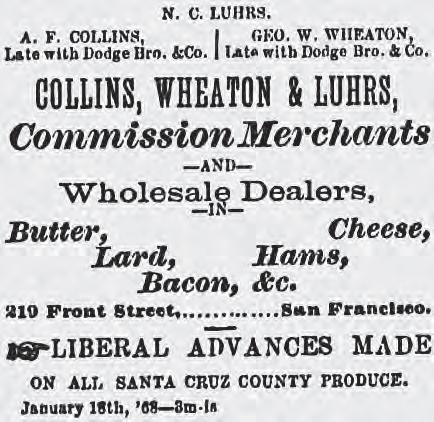 N. C. LUHRS.
A. F. COLLINS, | GEO. W. WHEATON,
Late with Dodge Bro. &Co. | Late with Dodge Bro. & Co.
COLLINS, WHEATON & LUHRS,
Commission Merchants
—AND—
Wholesale Dealers,
—IN—
Butter, Cheese,
Lard, Hams,
Bacon, &c.
219 Front Street,.............San Francisco.
☞LIBERAL ADVANCES MADE
ON ALL SANTA CRUZ COUNTY PRODUCE.
January 18th, '68—3m-is